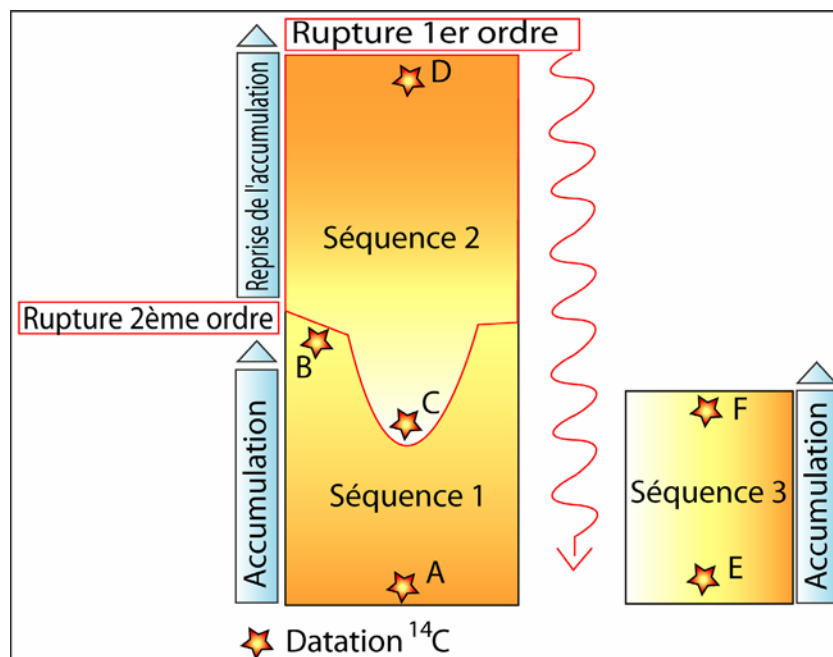 Rupture 1er ordre
D
Reprise de l'accumulation
Séquence 2
Rupture 2ème ordre
B
C
F
Accumulation
Séquence 1
Séquence 3
Accumulation
A
E
Datation ¹⁴C